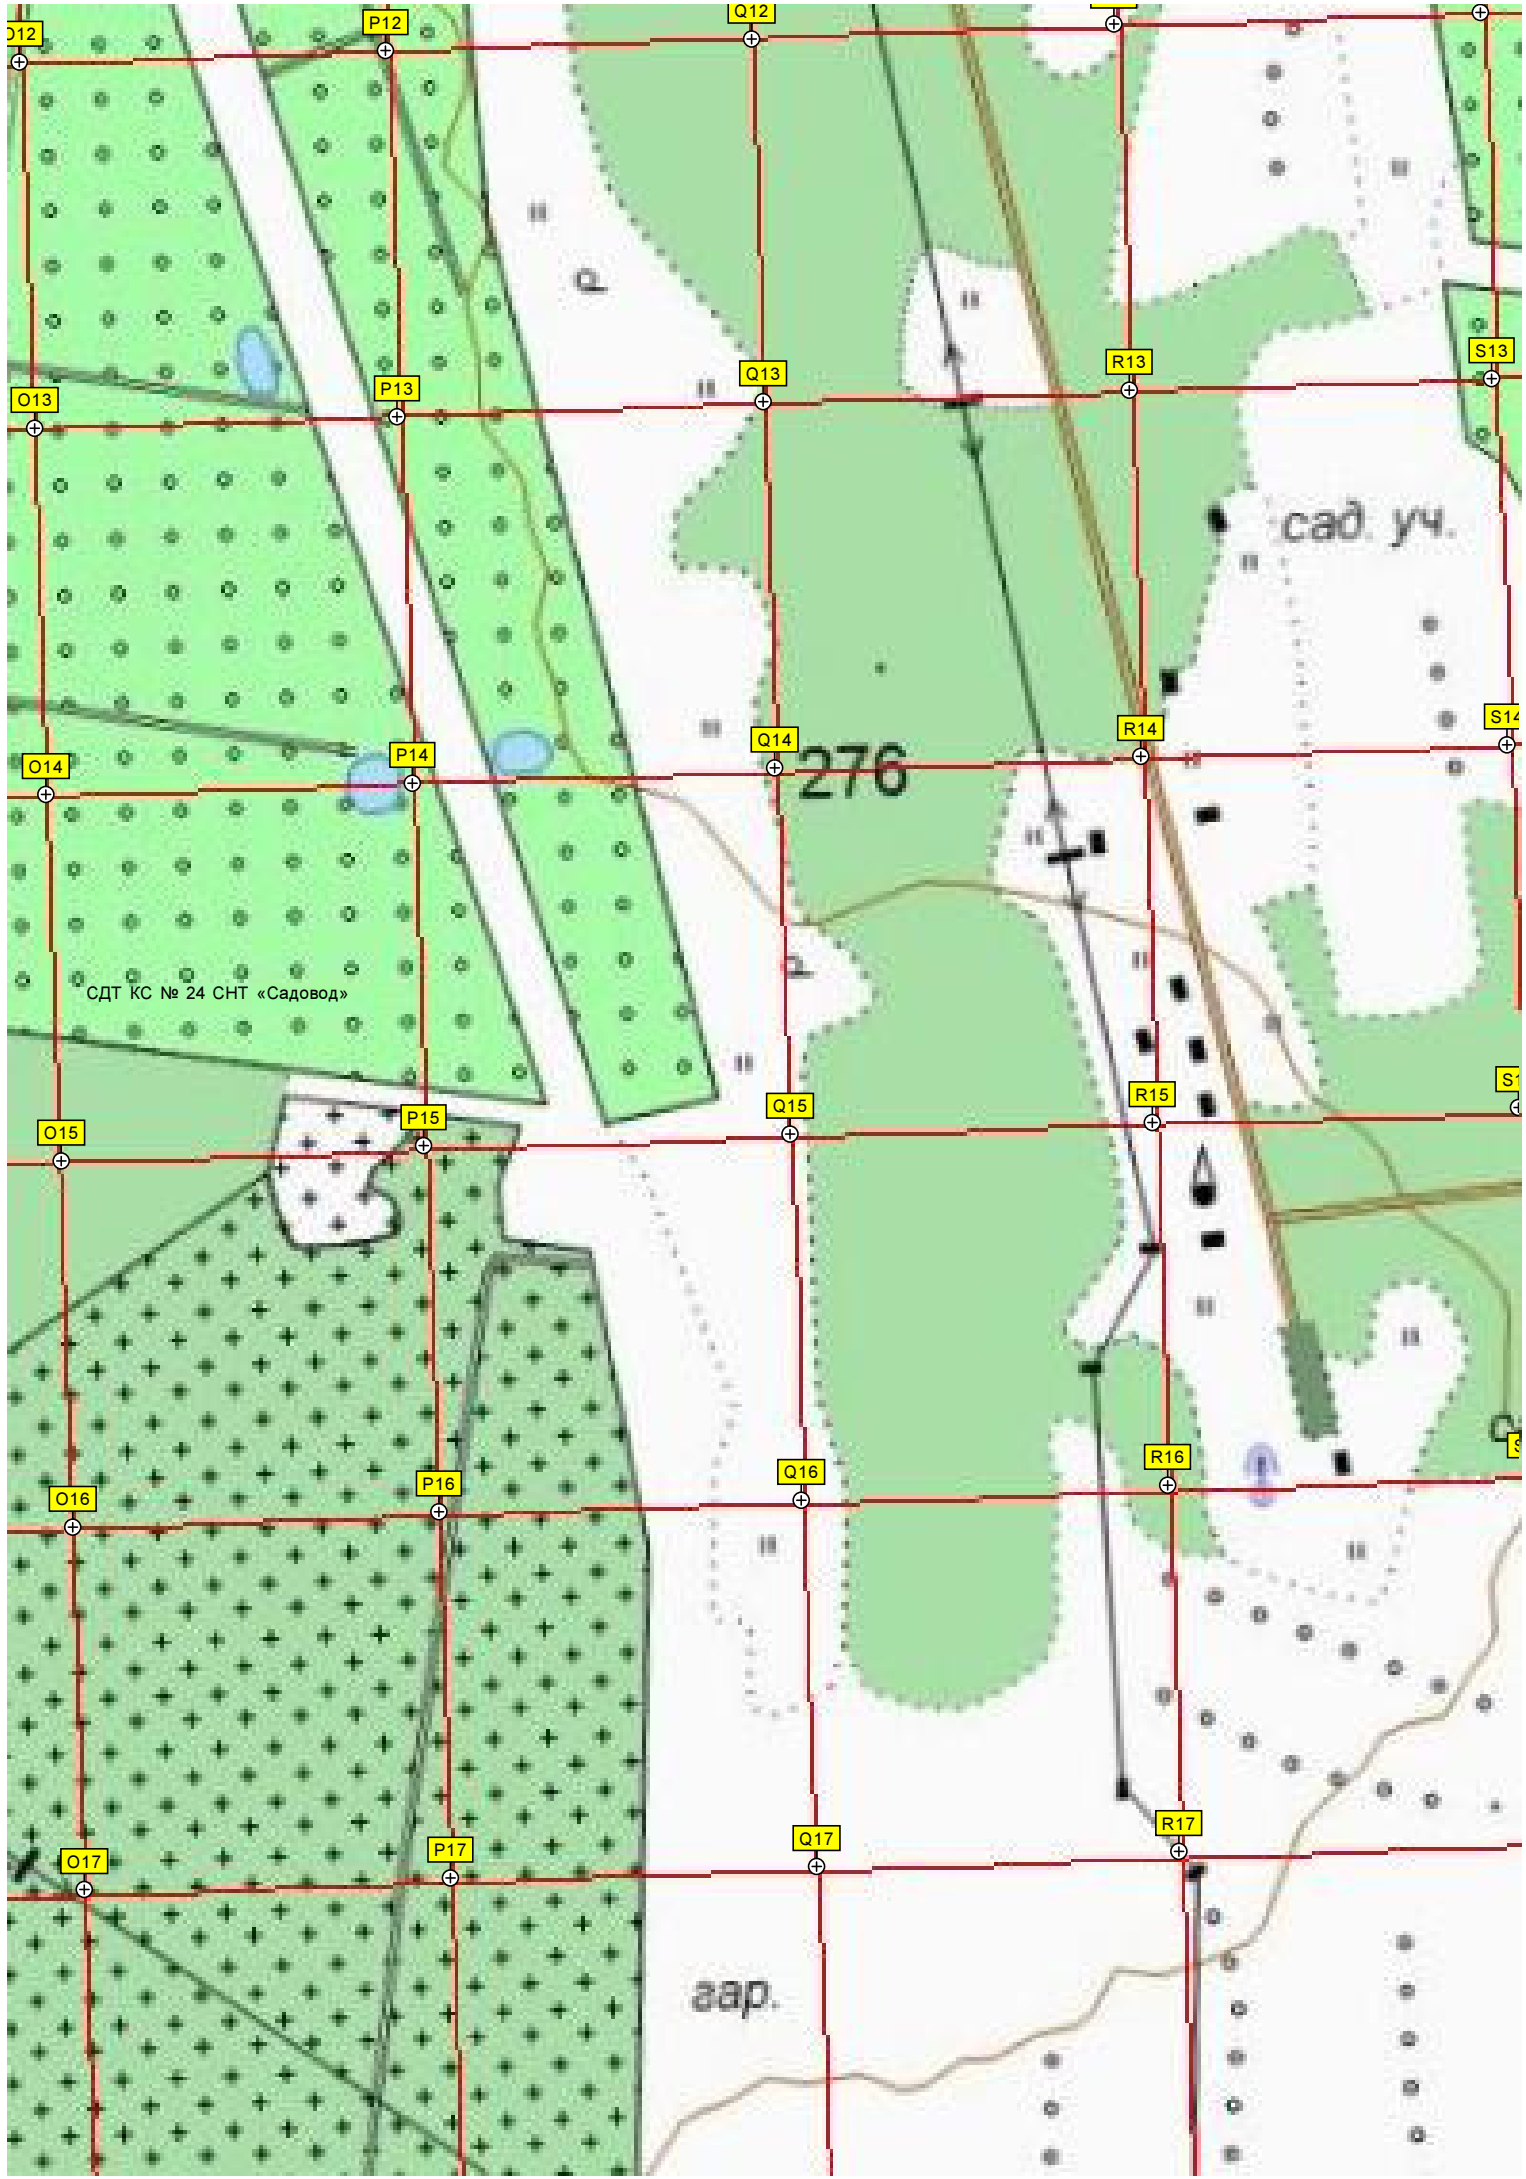 Q12
P12
O12
S13
R13
Q13
P13
O13
сад. уч.
S14
R14
Q14
276
P14
O14
СДТ КС № 24 СНТ «Садовод»
R15
Q15
P15
O15
R16
Q16
P16
O16
R17
Q17
P17
O17
гар.